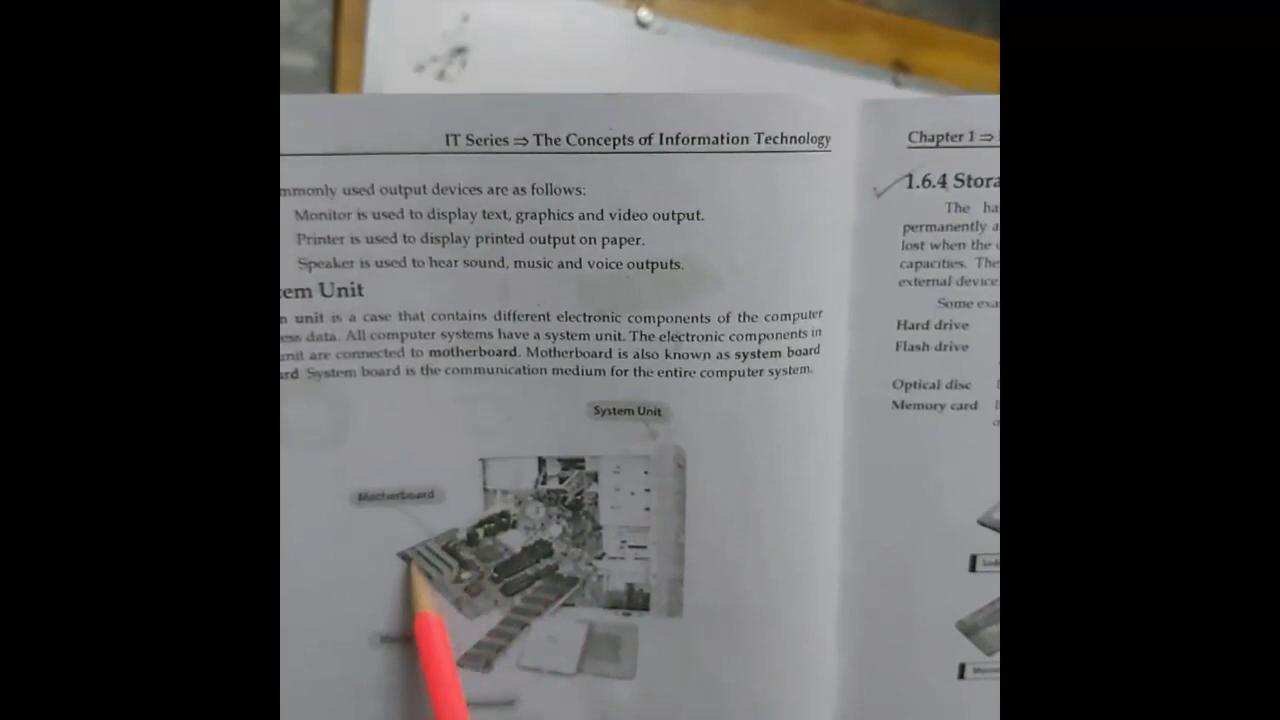 IT Series ⇒ The Concepts of Information Technology
mmonly used output devices are as follows:
Monitor is used to display text, graphics and video output.
Printer is used to display printed output on paper.
Speaker is used to hear sound, music and voice outputs.
tem Unit
n unit is a case that contains different electronic components of the computer
ess data. All computer systems have a system unit. The electronic components in
unit are connected to motherboard. Motherboard is also known as system board
ard System board is the communication medium for the entire computer system.
System Unit
Motherboard
Chapter 1 ⇒
1.6.4 Stora
The ha
permanently a
lost when the
capacities. The
external device
Some exa
Hard drive
Flash drive
Optical disc
Memory card